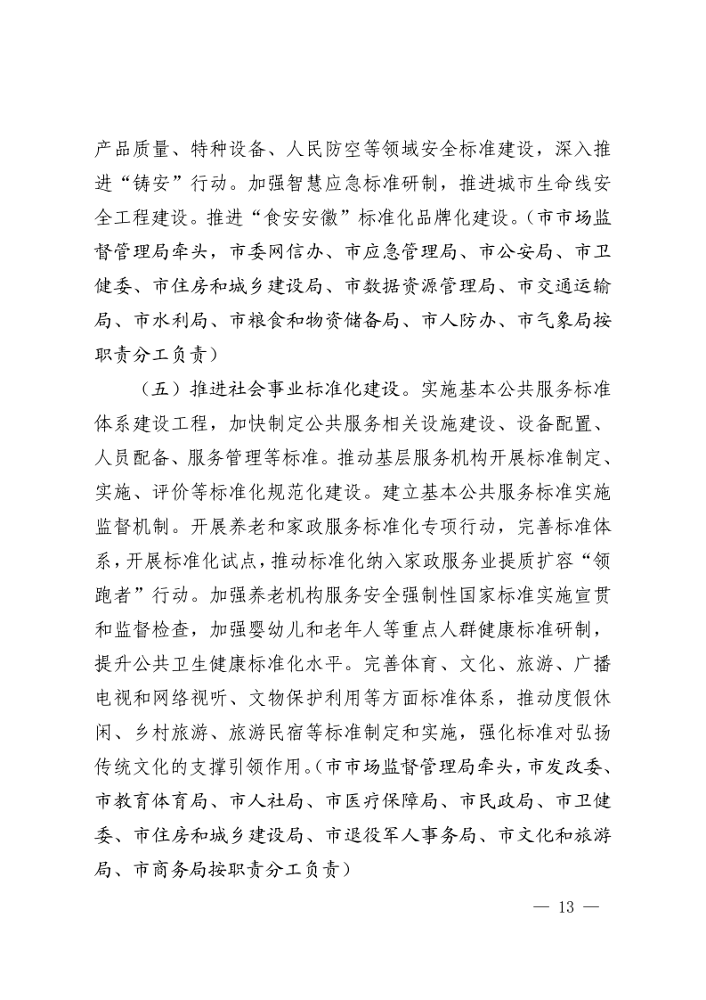 产品质量、特种设备、人民防空等领域安全标准建设，深入推
进“铸安”行动。加强智慧应急标准研制，推进城市生命线安
全工程建设。推进“食安安徽”标准化品牌化建设。（市市场监
督管理局牵头，市委网信办、市应急管理局、市公安局、市卫
健委、市住房和城乡建设局、市数据资源管理局、市交通运输
局、市水利局、市粮食和物资储备局、市人防办、市气象局按
职责分工负责）
（五）推进社会事业标准化建设。实施基本公共服务标准
体系建设工程，加快制定公共服务相关设施建设、设备配置、
人员配备、服务管理等标准。推动基层服务机构开展标准制定、
实施、评价等标准化规范化建设。建立基本公共服务标准实施
监督机制。开展养老和家政服务标准化专项行动，完善标准体
系，开展标准化试点，推动标准化纳入家政服务业提质扩容“领
跑者”行动。加强养老机构服务安全强制性国家标准实施宣贯
和监督检查，加强婴幼儿和老年人等重点人群健康标准研制，
提升公共卫生健康标准化水平。完善体育、文化、旅游、广播
电视和网络视听、文物保护利用等方面标准体系，推动度假休
闲、乡村旅游、旅游民宿等标准制定和实施，强化标准对弘扬
传统文化的支撑引领作用。（市市场监督管理局牵头，市发改委、
市教育体育局、市人社局、市医疗保障局、市民政局、市卫健
委、市住房和城乡建设局、市退役军人事务局、市文化和旅游
局、市商务局按职责分工负责）
— 13 —